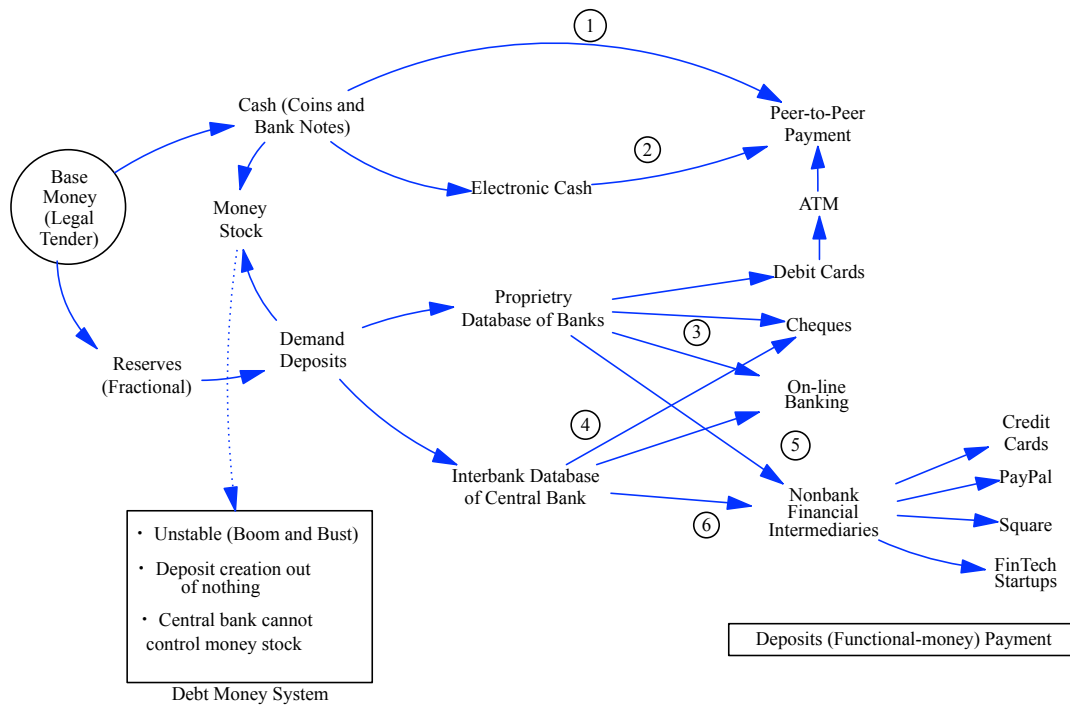 1
Cash (Coins and
Bank Notes)
Peer-to-Peer
Payment
2
Base
Money
(Legal
Tender)
Electronic Cash
ATM
Money
Stock
Debit Cards
Proprietry
Database of Banks
Cheques
3
Demand
Deposits
Reserves
(Fractional)
On-line
Banking
4
5
Credit
Cards
Interbank Database
of Central Bank
PayPal
Nonbank
Financial
Intermediaries
6
Square
FinTech
Startups
· Unstable (Boom and Bust)
· Deposit creation out
of nothing
· Central bank cannot
control money stock
Deposits (Functional-money) Payment
Debt Money System